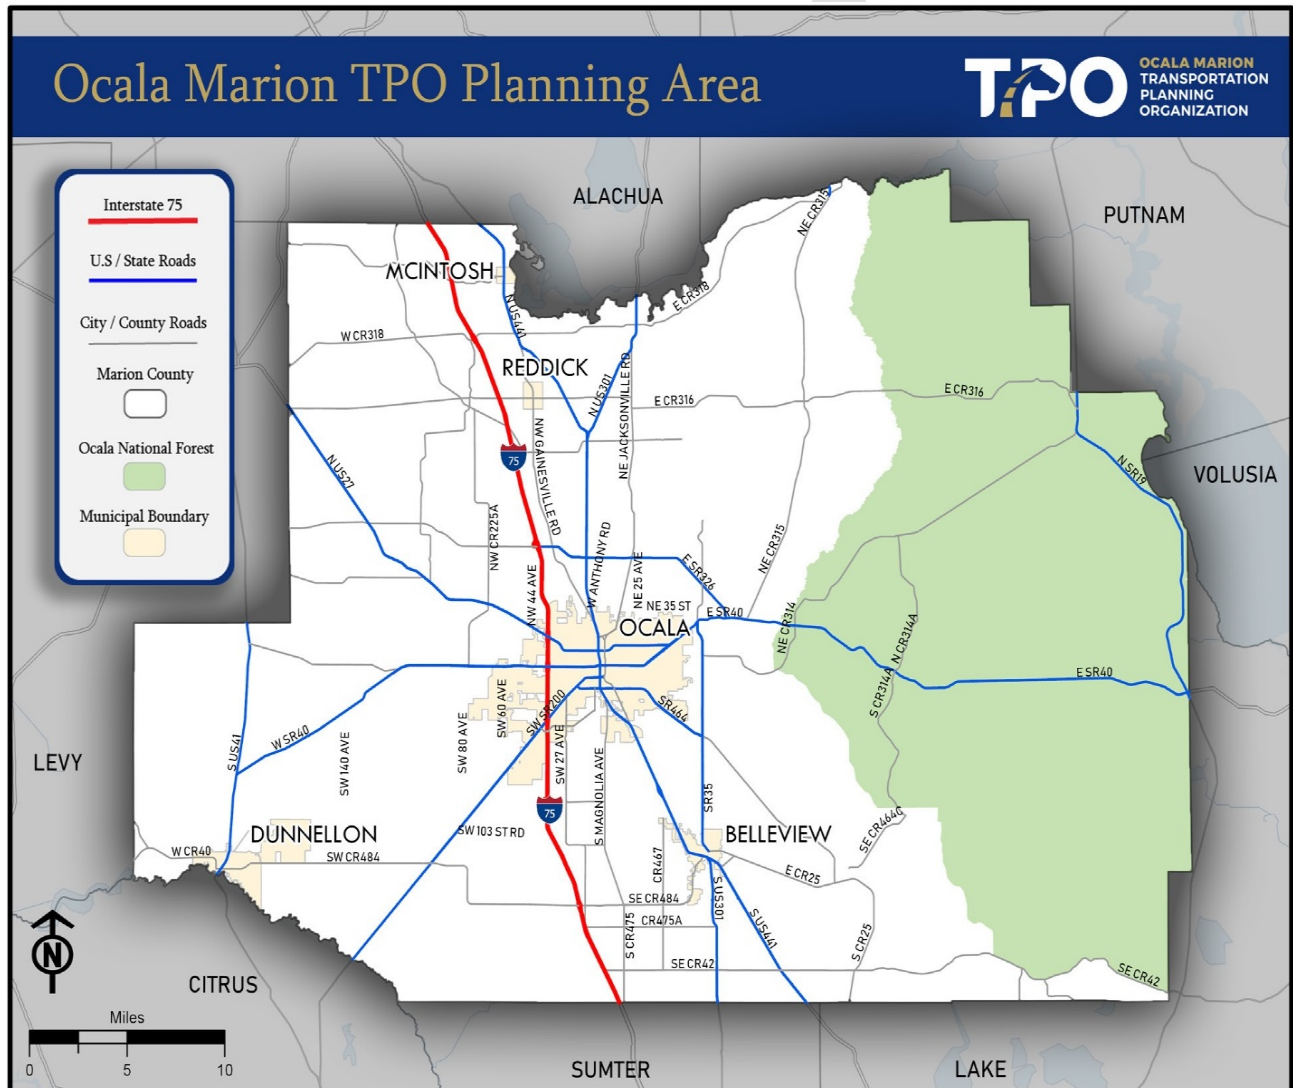 Ocala Marion TPO Planning Area
TPO
OCALA MARION
TRANSPORTATION
PLANNING
ORGANIZATION
Interstate 75
U.S / State Roads
City / County Roads
Marion County
Ocala National Forest
Municipal Boundary
ALACHUA
PUTNAM
VOLUSIA
LEVY
CITRUS
SUMTER
LAKE
MCINTOSH
REDDICK
OCALA
DUNNELLON
BELLEVIEW
NE CR315
E CR318
W CR318
N US441
N US301
NE JACKSONVILLE RD
E CR316
E CR316
N US27
75
NW GAINESVILLE RD
N SR19
NW CR225A
NE CR315
W ANTHONY RD
NE 25 AVE
E SR326
NW 44 AVE
NE 35 ST
E SR40
NE CR314
N CR314A
S CR314A
E SR40
SW 60 AVE
SW SR200
SR464
SW 80 AVE
SW 27 AVE
S US41
W SR40
SW 140 AVE
S MAGNOLIA AVE
SR35
75
SW 103 ST RD
SE CR464C
W CR40
SW CR484
CR467
E CR25
SE CR484
S US301
CR475A
S CR475
S US441
S CR25
SE CR42
SE CR42
N
Miles
0 5 10